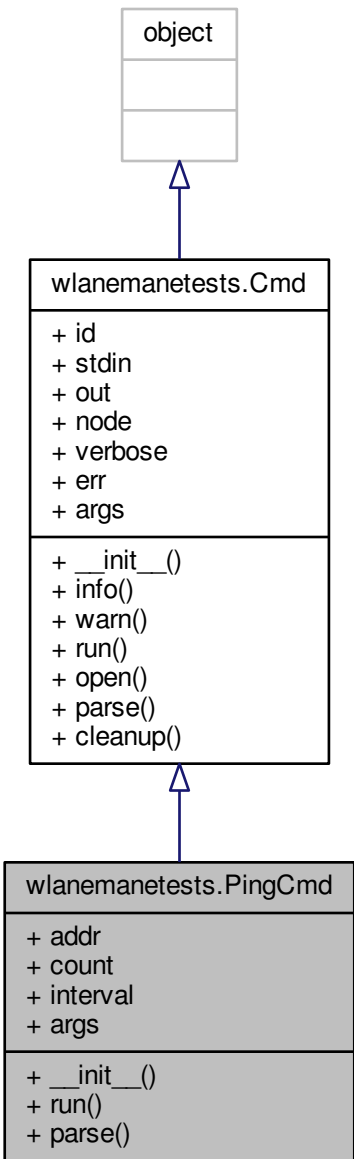 object
wlanemanetests.Cmd
+ id
+ stdin
+ out
+ node
+ verbose
+ err
+ args
+ __init__()
+ info()
+ warn()
+ run()
+ open()
+ parse()
+ cleanup()
wlanemanetests.PingCmd
+ addr
+ count
+ interval
+ args
+ __init__()
+ run()
+ parse()